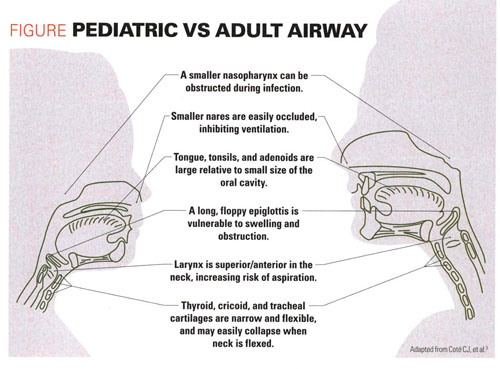 FIGURE PEDIATRIC VS ADULT AIRWAY
A smaller nasopharynx can be
obstructed during infection.
Smaller nares are easily occluded,
inhibiting ventilation.
Tongue, tonsils, and adenoids are
large relative to small size of the
oral cavity.
A long, floppy epiglottis is
vulnerable to swelling and
obstruction.
Larynx is superior/anterior in the
neck, increasing risk of aspiration.
Thyroid, cricoid, and tracheal
cartilages are narrow and flexible,
and may easily collapse when
neck is flexed.
Adapted from Coté CJ, et al.³